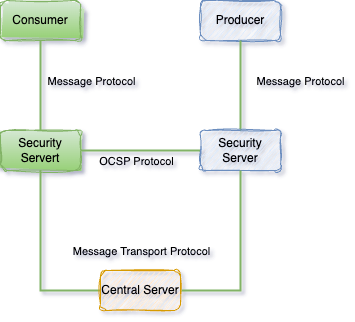 Consumer
Producer
Message Protocol
Message Protocol
Security
Servert
Security
Server
OCSP Protocol
Message Transport Protocol
Central Server